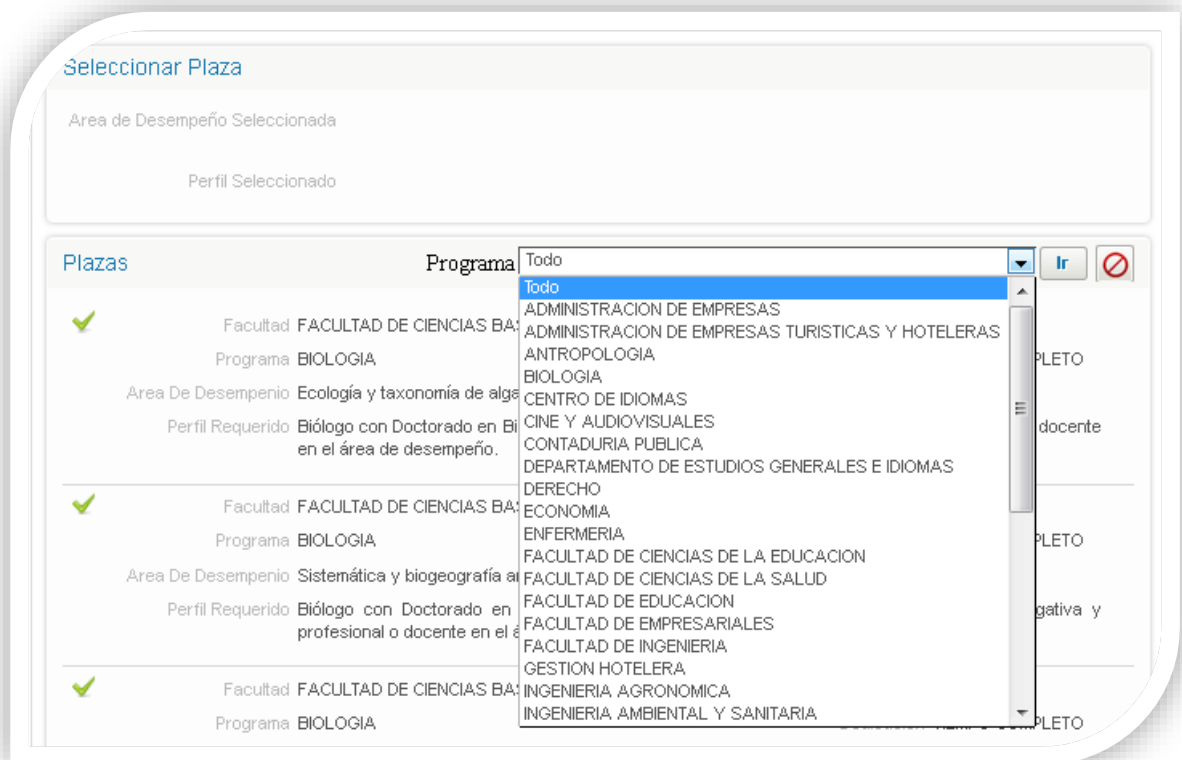 Seleccionar Plaza
Area de Desempeño Seleccionada
Perfil Seleccionado
Plazas Programa Todo Ir
Todo
ADMINISTRACION DE EMPRESAS
ADMINISTRACION DE EMPRESAS TURISTICAS Y HOTELERAS
ANTROPOLOGIA
BIOLOGIA
CENTRO DE IDIOMAS
CINE Y AUDIOVISUALES
CONTADURIA PUBLICA
DEPARTAMENTO DE ESTUDIOS GENERALES E IDIOMAS
DERECHO
ECONOMIA
ENFERMERIA
FACULTAD DE CIENCIAS DE LA EDUCACION
FACULTAD DE CIENCIAS DE LA SALUD
FACULTAD DE EDUCACION
FACULTAD DE EMPRESARIALES
FACULTAD DE INGENIERIA
GESTION HOTELERA
INGENIERIA AGRONOMICA
INGENIERIA AMBIENTAL Y SANITARIA
Facultad FACULTAD DE CIENCIAS BAS
Programa BIOLOGIA PLETO
Area De Desempenio Ecología y taxonomía de alga
Perfil Requerido Biólogo con Doctorado en Bi docente
en el área de desempeño.
Facultad FACULTAD DE CIENCIAS BAS
Programa BIOLOGIA PLETO
Area De Desempenio Sistemática y biogeografía
Perfil Requerido Biólogo con Doctorado en gativa y
profesional o docente en el
Facultad FACULTAD DE CIENCIAS BAS
Programa BIOLOGIA PLETO